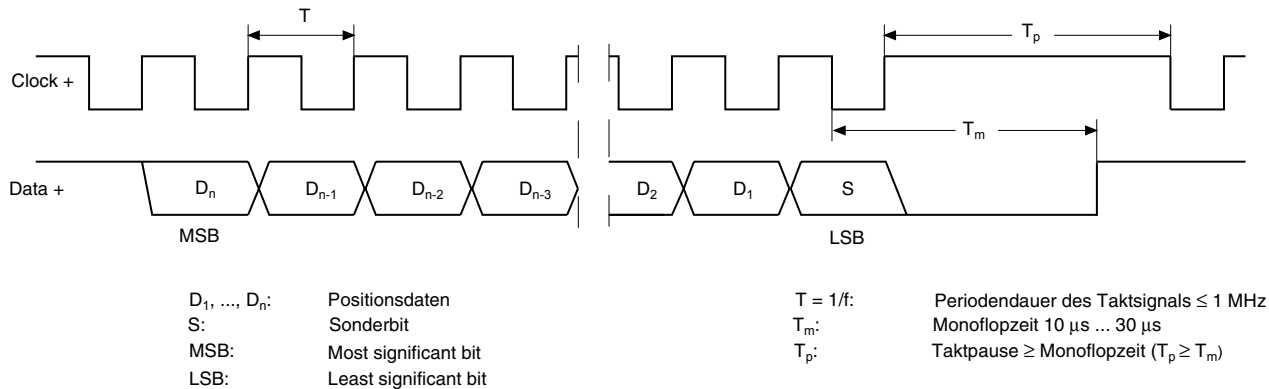 T
Tp
Clock +
Tm
Data +
Dn
Dn-1
Dn-2
Dn-3
D2
D1
S
MSB
LSB
D1, ..., Dn: Positionsdaten
S: Sonderbit
MSB: Most significant bit
LSB: Least significant bit
T = 1/f: Periodendauer des Taktsignals ≤ 1 MHz
Tm: Monoflopzeit 10 μs ... 30 μs
Tp: Taktpause ≥ Monoflopzeit (Tp ≥ Tm)